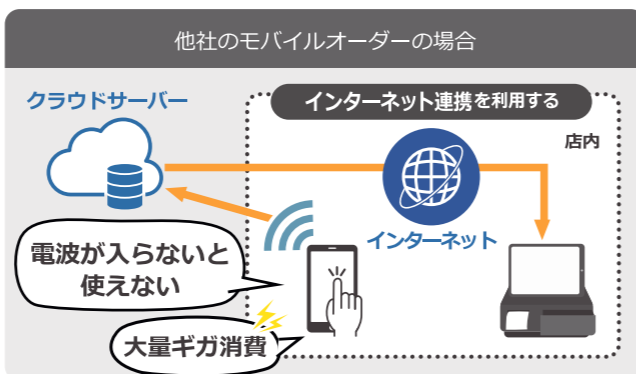 他社のモバイルオーダーの場合
クラウドサーバー
インターネット連携を利用する
店内
インターネット
電波が入らないと
使えない
大量ギガ消費